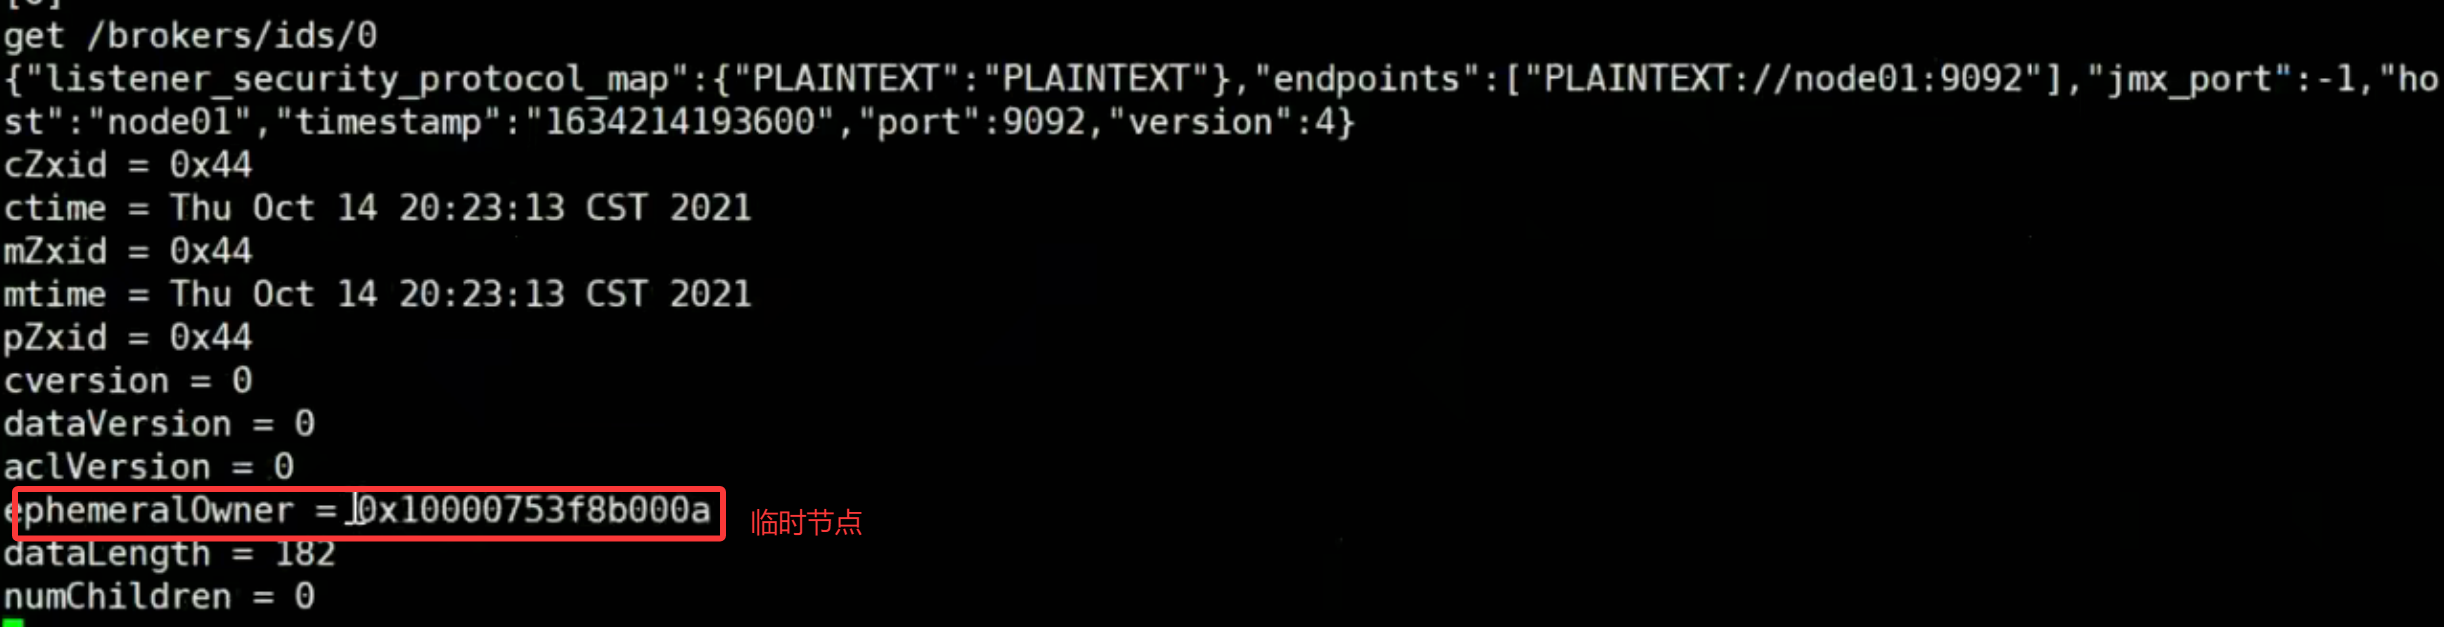 [0]
get /brokers/ids/0
{"listener_security_protocol_map":{"PLAINTEXT":"PLAINTEXT"},"endpoints":["PLAINTEXT://node01:9092"],"jmx_port":-1,"ho
st":"node01","timestamp":"1634214193600","port":9092,"version":4}
cZxid = 0x44
ctime = Thu Oct 14 20:23:13 CST 2021
mZxid = 0x44
mtime = Thu Oct 14 20:23:13 CST 2021
pZxid = 0x44
cversion = 0
dataVersion = 0
aclVersion = 0
ephemeralOwner = 0x10000753f8b000a 临时节点
dataLength = 182
numChildren = 0